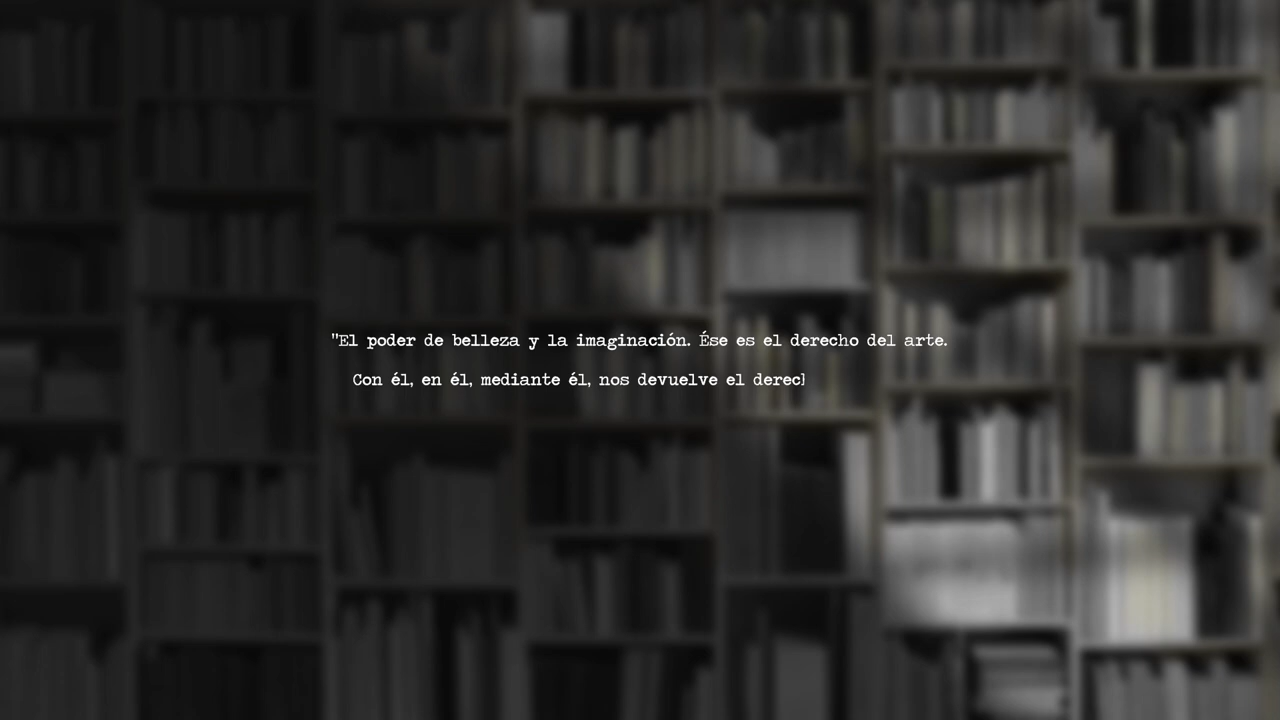 "El poder de belleza y la imaginación. Ése es el derecho del arte.
Con él, en él, mediante él, nos devuelve el derec